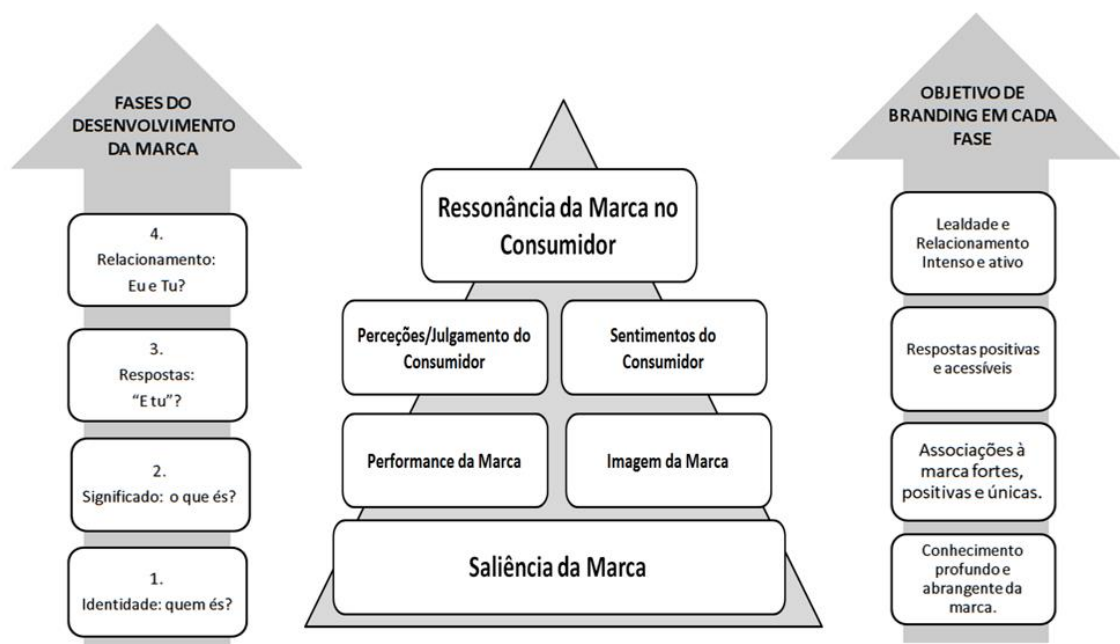 FASES DO
DESENVOLVIMENTO
DA MARCA
4.
Relacionamento:
Eu e Tu?
3.
Respostas:
“E tu”?
2.
Significado: o que és?
1.
Identidade: quem és?
Ressonância da Marca no
Consumidor
Perceções/Julgamento do
Consumidor
Sentimentos do
Consumidor
Performance da Marca
Imagem da Marca
Saliência da Marca
OBJETIVO DE
BRANDING EM CADA
FASE
Lealdade e
Relacionamento
Intenso e ativo
Respostas positivas
e acessíveis
Associações à
marca fortes,
positivas e únicas.
Conhecimento
profundo e
abrangente da
marca.